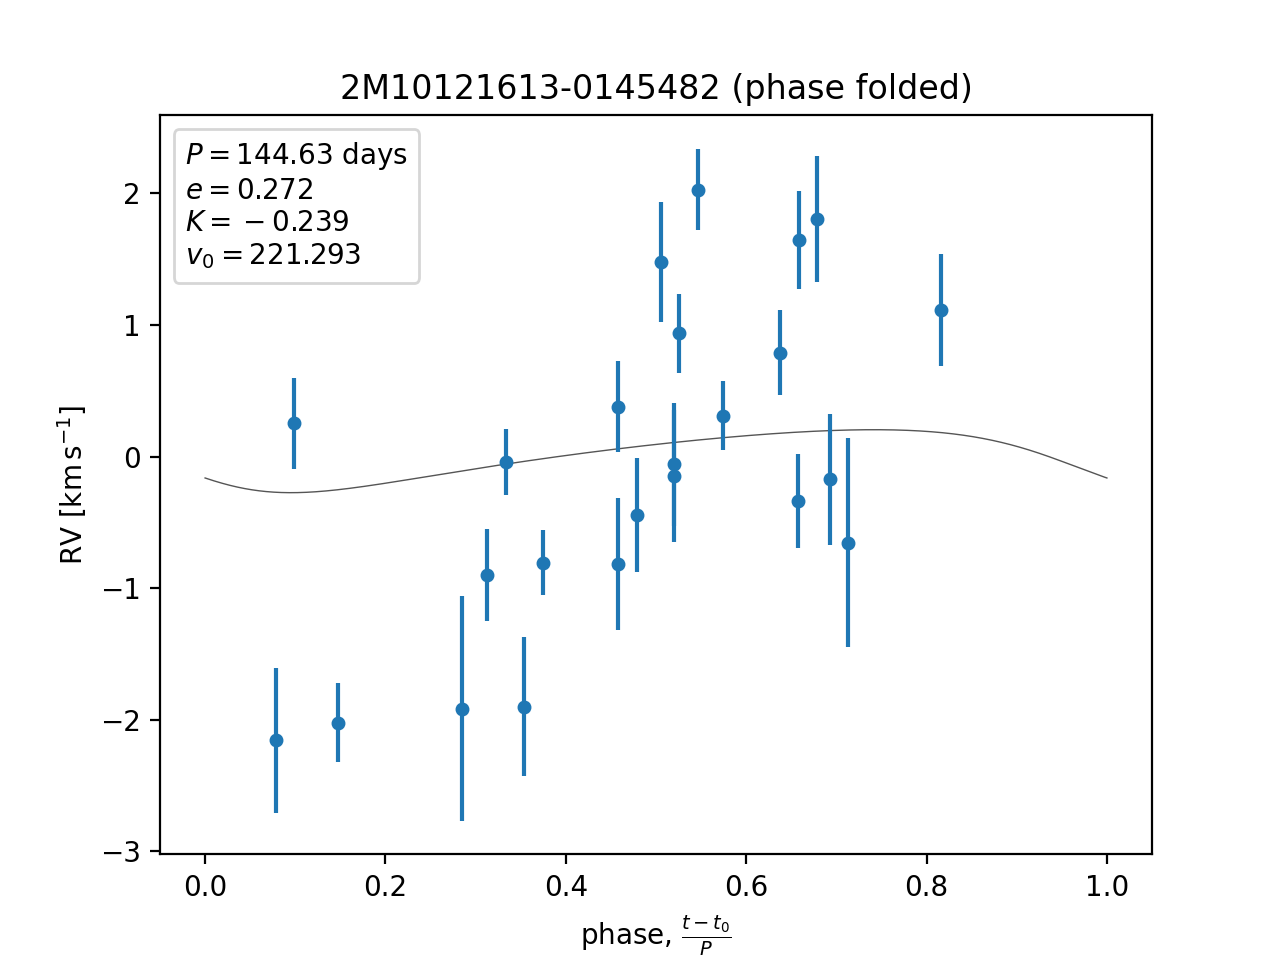 2M10121613-0145482 (phase folded)
P = 144.63 days
e = 0.272
K = −0.239
v₀ = 221.293
2
1
0
−1
−2
−3
RV [km s⁻¹]
0.0 0.2 0.4 0.6 0.8 1.0
phase, (t − t₀)/P